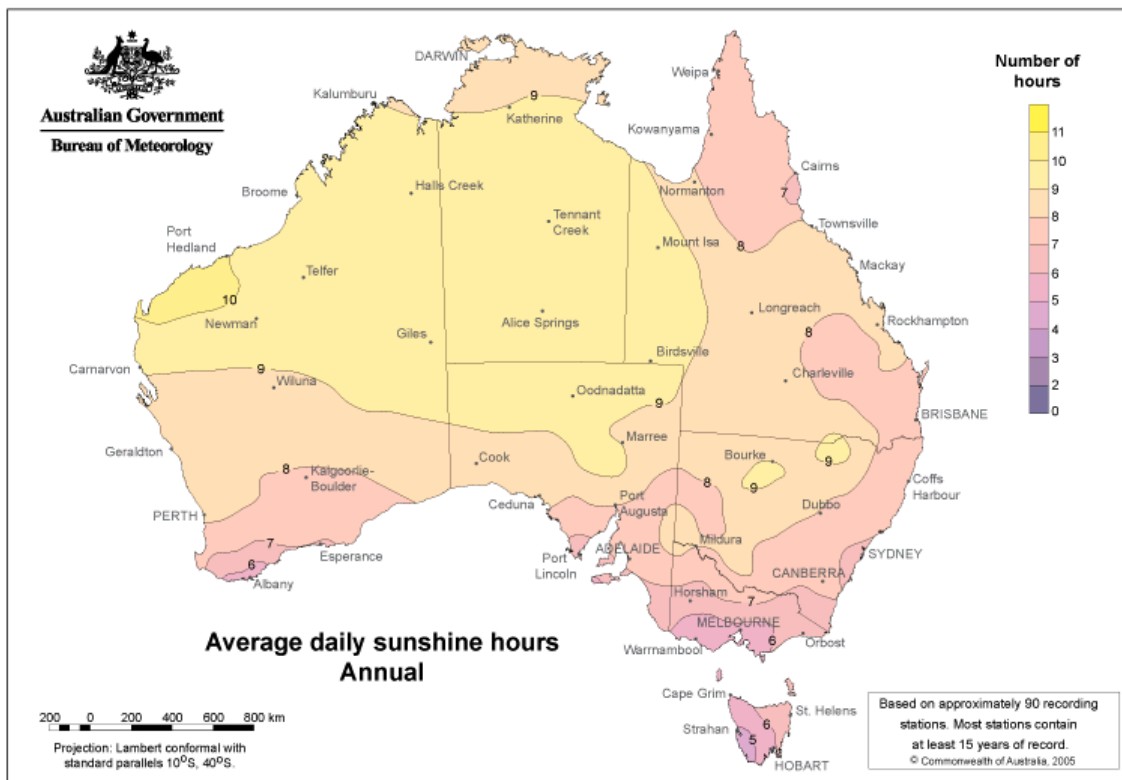 Australian Government
Bureau of Meteorology
DARWIN
Kalumburu
9
Katherine
Weipa
Kowanyama
Cairns
7
Number of
hours
11
10
9
8
7
6
5
4
3
2
0
Broome
Halls Creek
Normanton
Tennant
Creek
Townsville
Port
Hedland
Mount Isa
8
Telfer
Mackay
10
Newman
Alice Springs
Longreach
8
Rockhampton
Giles
Birdsville
Carnarvon
9
Wiluna
Charleville
Oodnadatta
9
BRISBANE
Geraldton
Marree
Bourke
9
8
Kalgoorlie-
Boulder
Cook
8
9
Coffs
Harbour
PERTH
Ceduna
Port
Augusta
Dubbo
7
Esperance
Mildura
SYDNEY
6
Albany
Port
Lincoln
ADELAIDE
CANBERRA
Horsham
7
MELBOURNE
6
Orbost
Warrnambool
Average daily sunshine hours
Annual
Cape Grim
6
St. Helens
Strahan
5
HOBART
200 0 200 400 600 800 km
Projection: Lambert conformal with
standard parallels 10°S, 40°S.
Based on approximately 90 recording
stations. Most stations contain
at least 15 years of record.
© Commonwealth of Australia, 2005